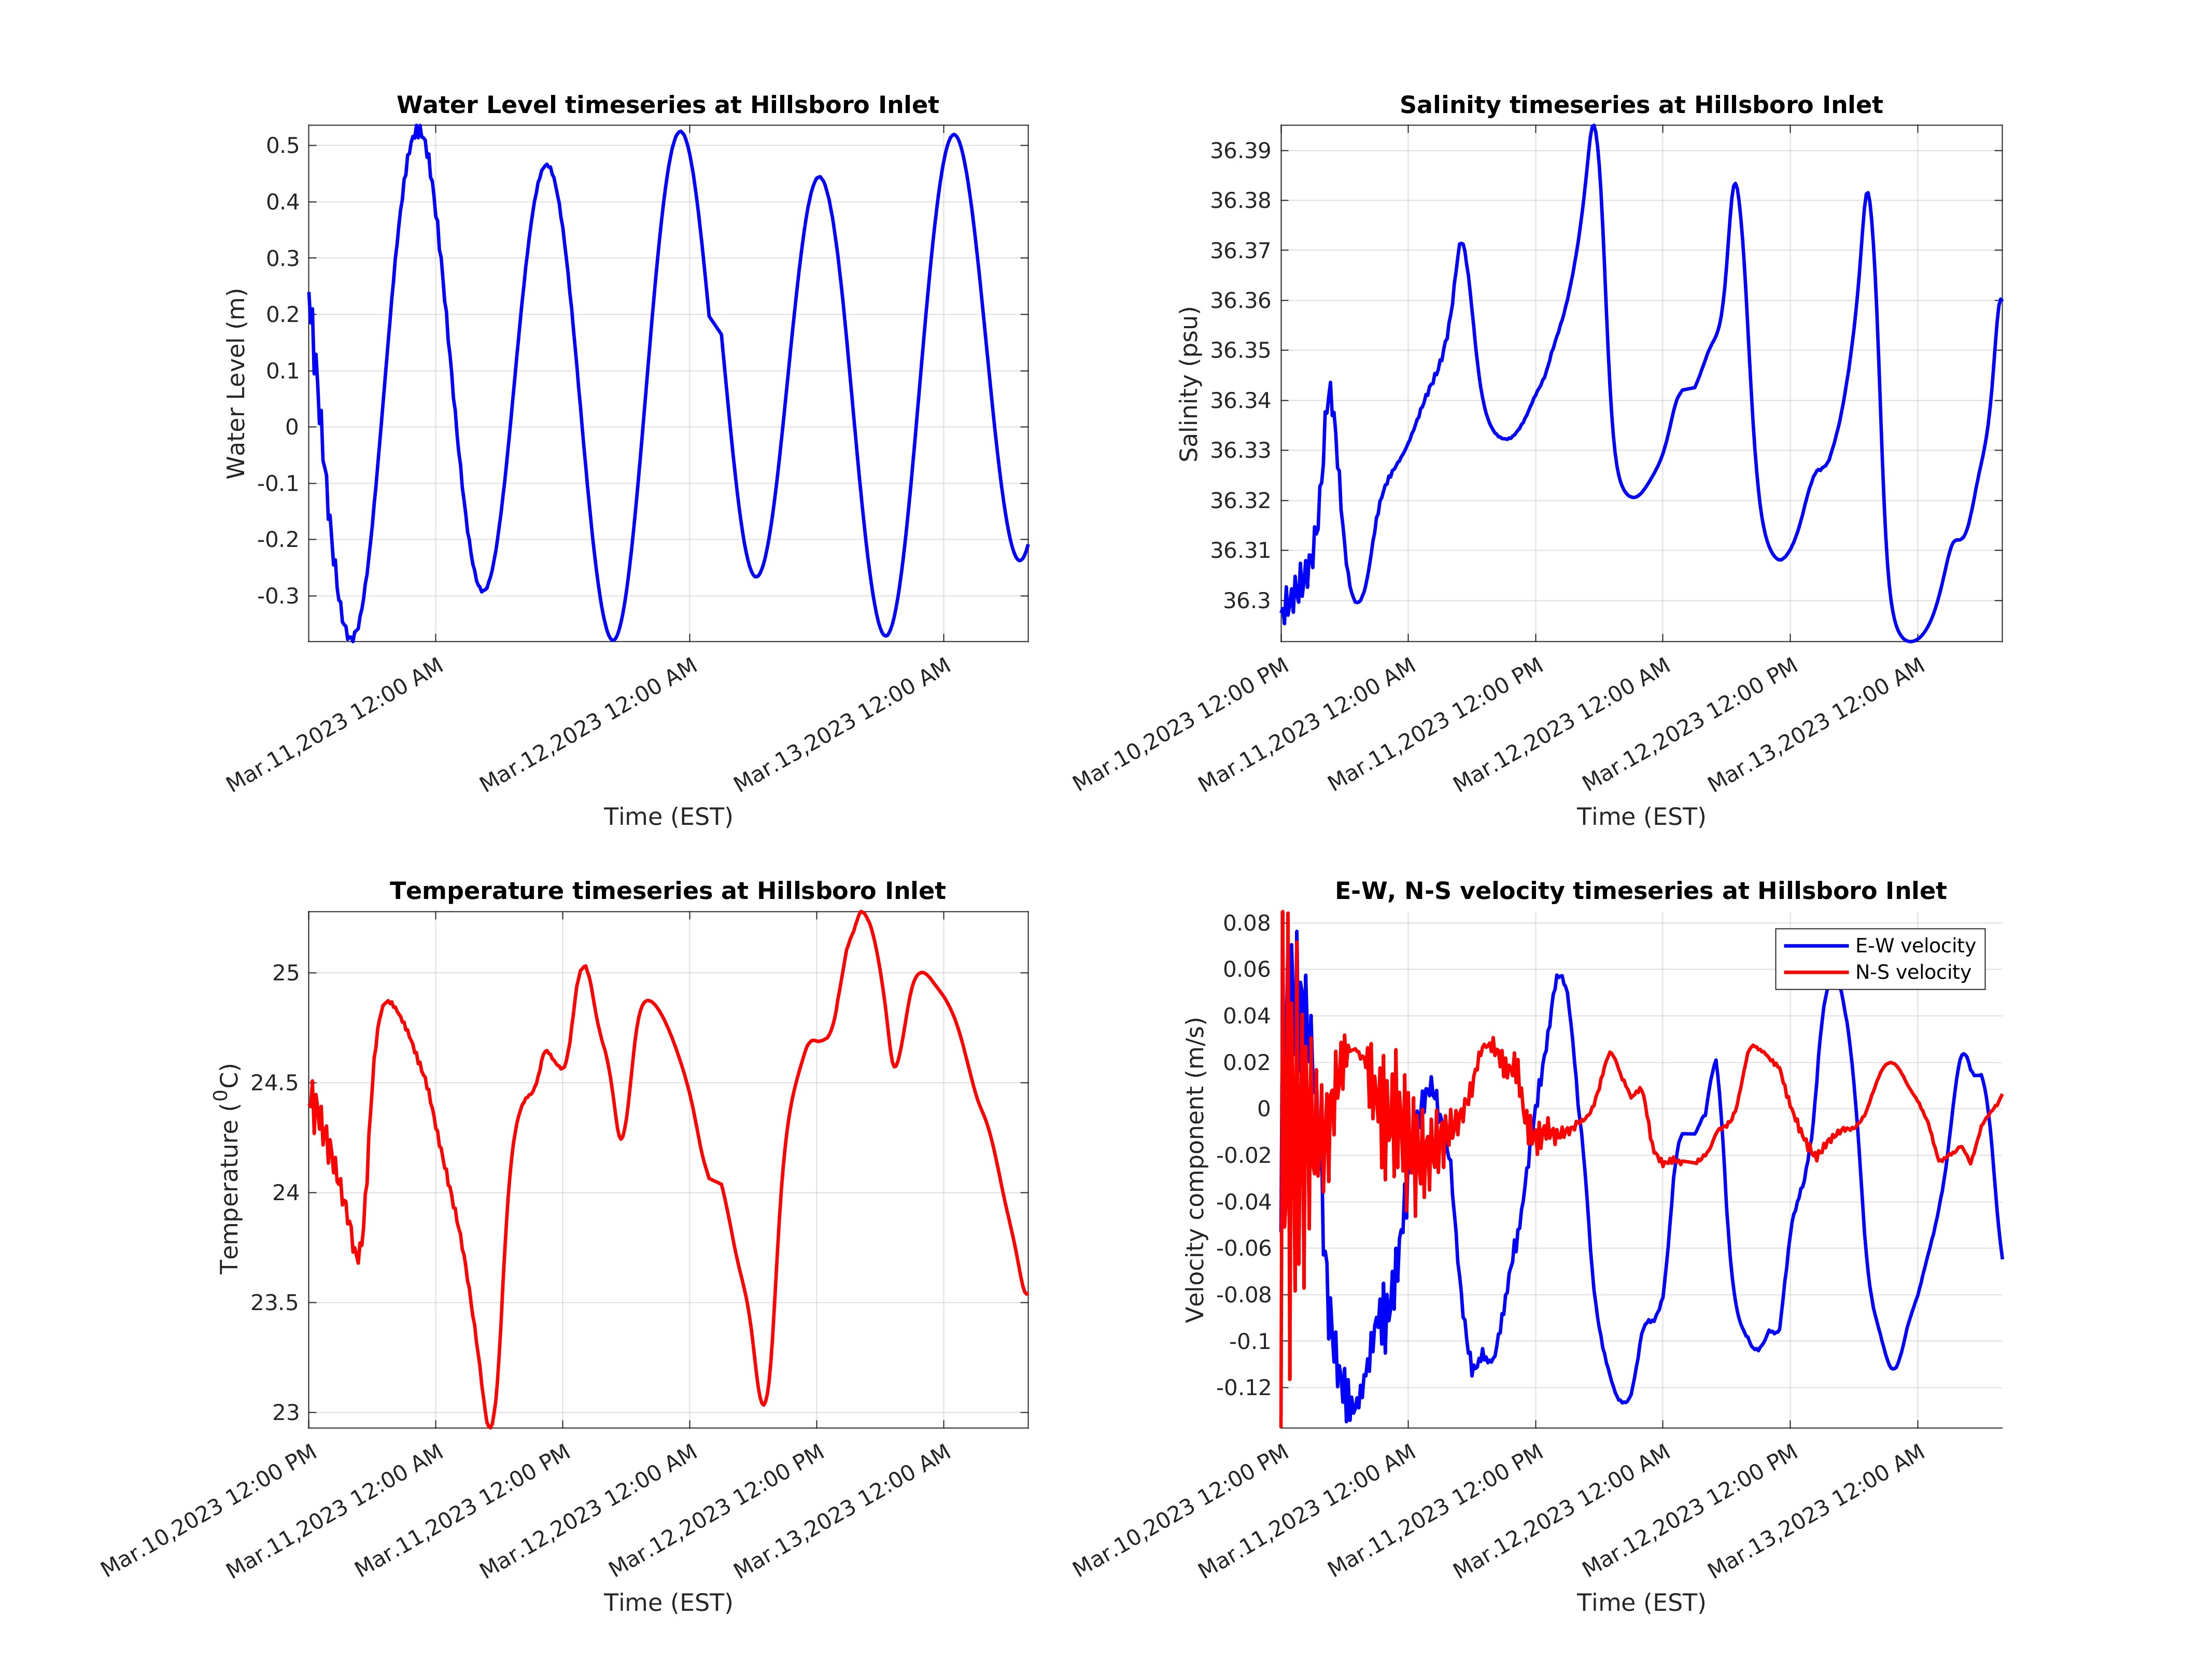 Water Level timeseries at Hillsboro Inlet
0.5
0.4
0.3
0.2
0.1
0
-0.1
-0.2
-0.3
Water Level (m)
Mar.11,2023 12:00 AM
Mar.12,2023 12:00 AM
Mar.13,2023 12:00 AM
Time (EST)
Salinity timeseries at Hillsboro Inlet
36.39
36.38
36.37
36.36
36.35
36.34
36.33
36.32
36.31
36.3
Salinity (psu)
Mar.10,2023 12:00 PM
Mar.11,2023 12:00 AM
Mar.11,2023 12:00 PM
Mar.12,2023 12:00 AM
Mar.12,2023 12:00 PM
Mar.13,2023 12:00 AM
Time (EST)
Temperature timeseries at Hillsboro Inlet
25
24.5
24
23.5
23
Temperature (⁰C)
Mar.10,2023 12:00 PM
Mar.11,2023 12:00 AM
Mar.11,2023 12:00 PM
Mar.12,2023 12:00 AM
Mar.12,2023 12:00 PM
Mar.13,2023 12:00 AM
Time (EST)
E-W, N-S velocity timeseries at Hillsboro Inlet
E-W velocity
N-S velocity
0.08
0.06
0.04
0.02
0
-0.02
-0.04
-0.06
-0.08
-0.1
-0.12
Velocity component (m/s)
Mar.10,2023 12:00 PM
Mar.11,2023 12:00 AM
Mar.11,2023 12:00 PM
Mar.12,2023 12:00 AM
Mar.12,2023 12:00 PM
Mar.13,2023 12:00 AM
Time (EST)